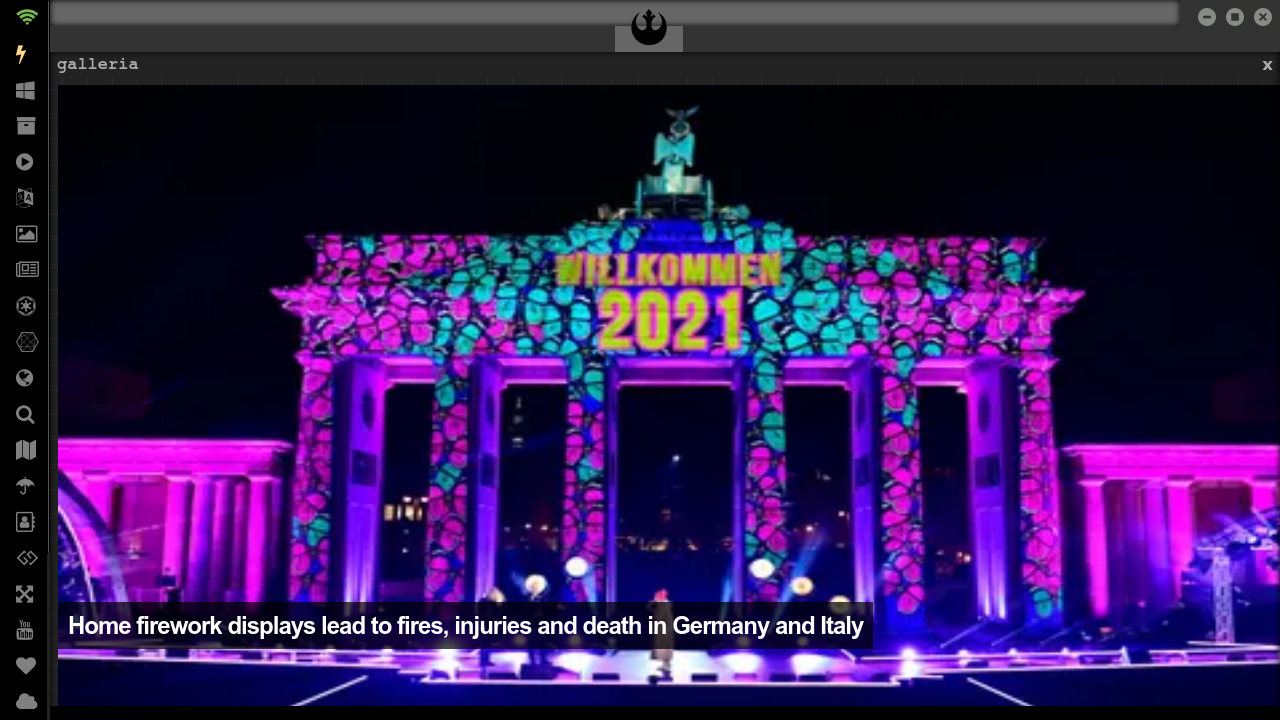 galleria
x
WILLKOMMEN
2021
Home firework displays lead to fires, injuries and death in Germany and Italy
You
Tube